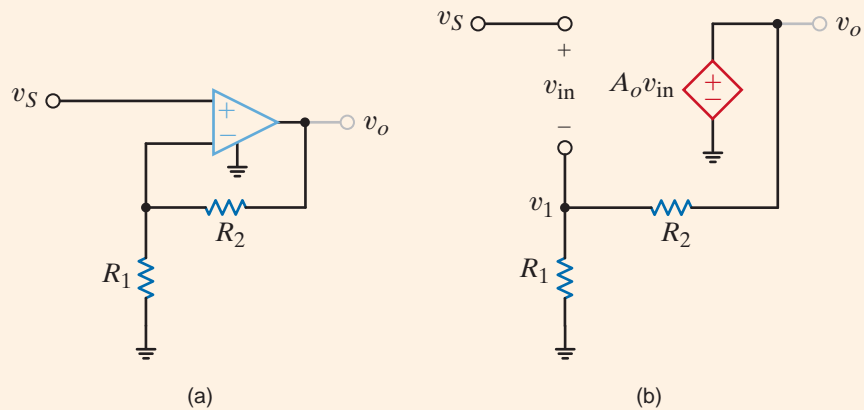 v_S
+
−
v_o
R_2
R_1
(a)
v_S
+
v_in
−
A_o v_in
+
−
v_o
v_1
R_2
R_1
(b)